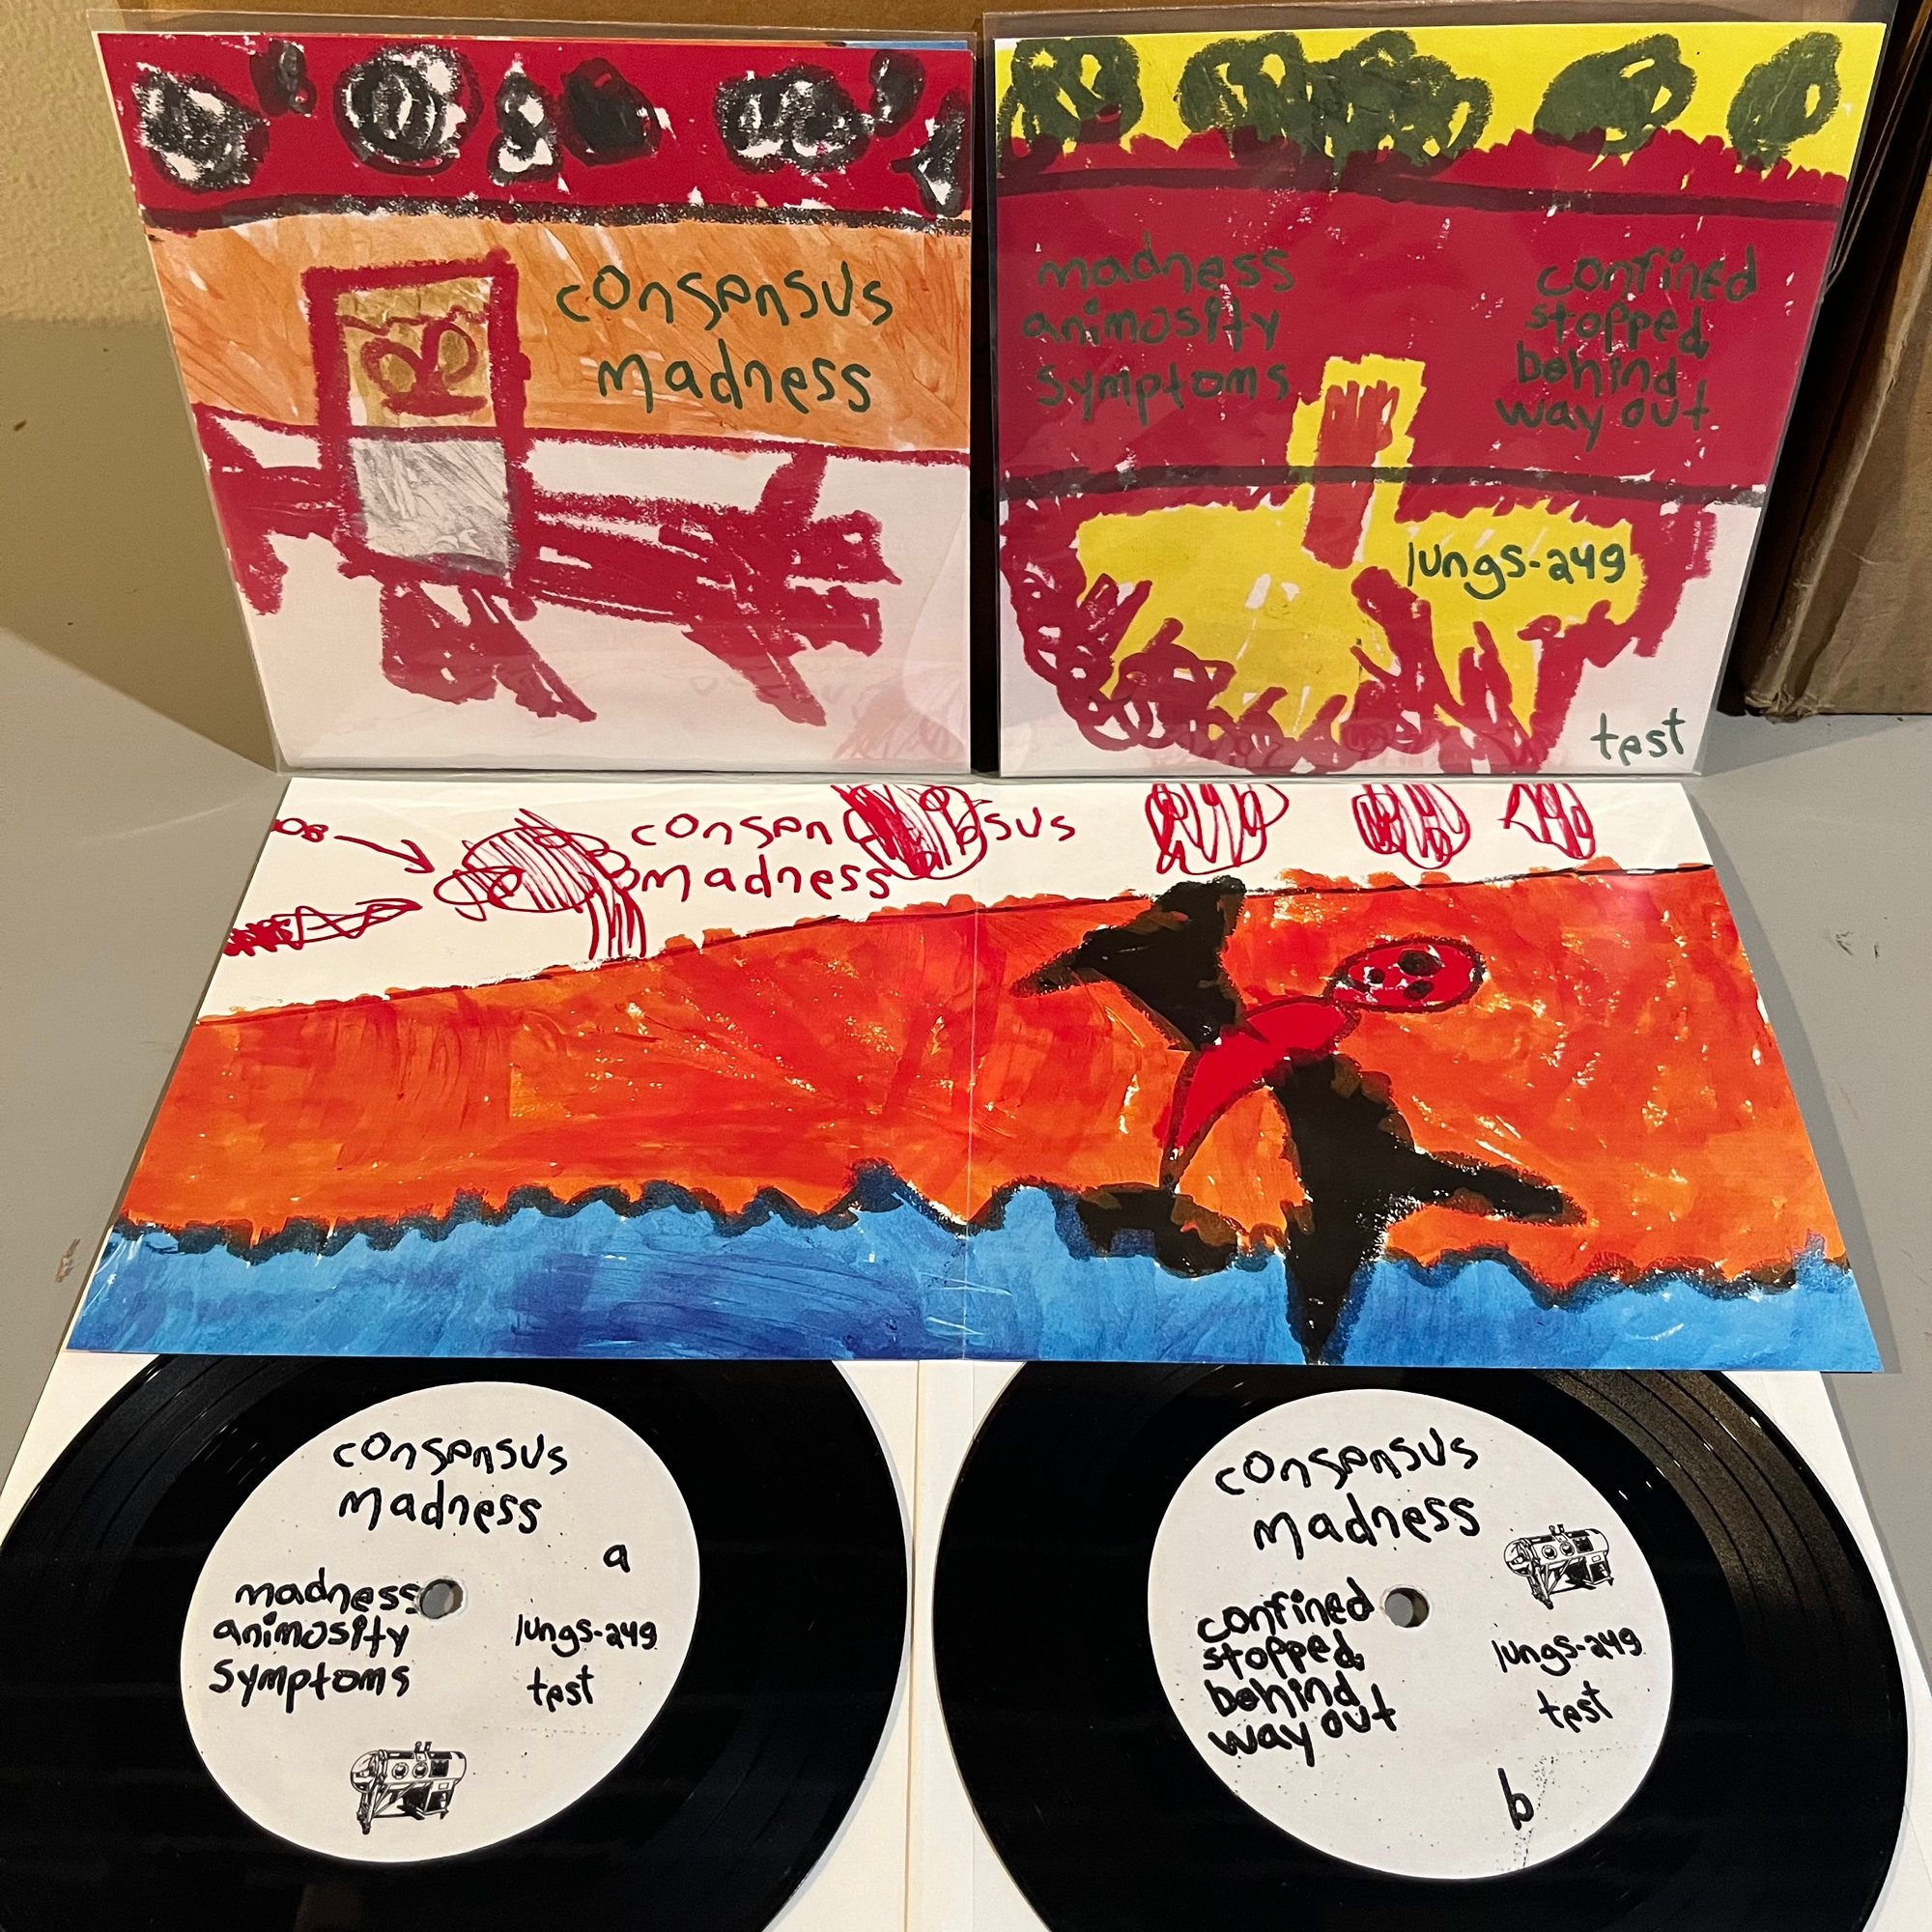 consensus
madness
madness
animosity
symptoms
confined
stopped
behind
way out
lungs-249
test
consensus
madness
consensus
madness
a
madness
animosity
symptoms
lungs-249
test
consensus
madness
confined
stopped
behind
way out
lungs-249
test
b